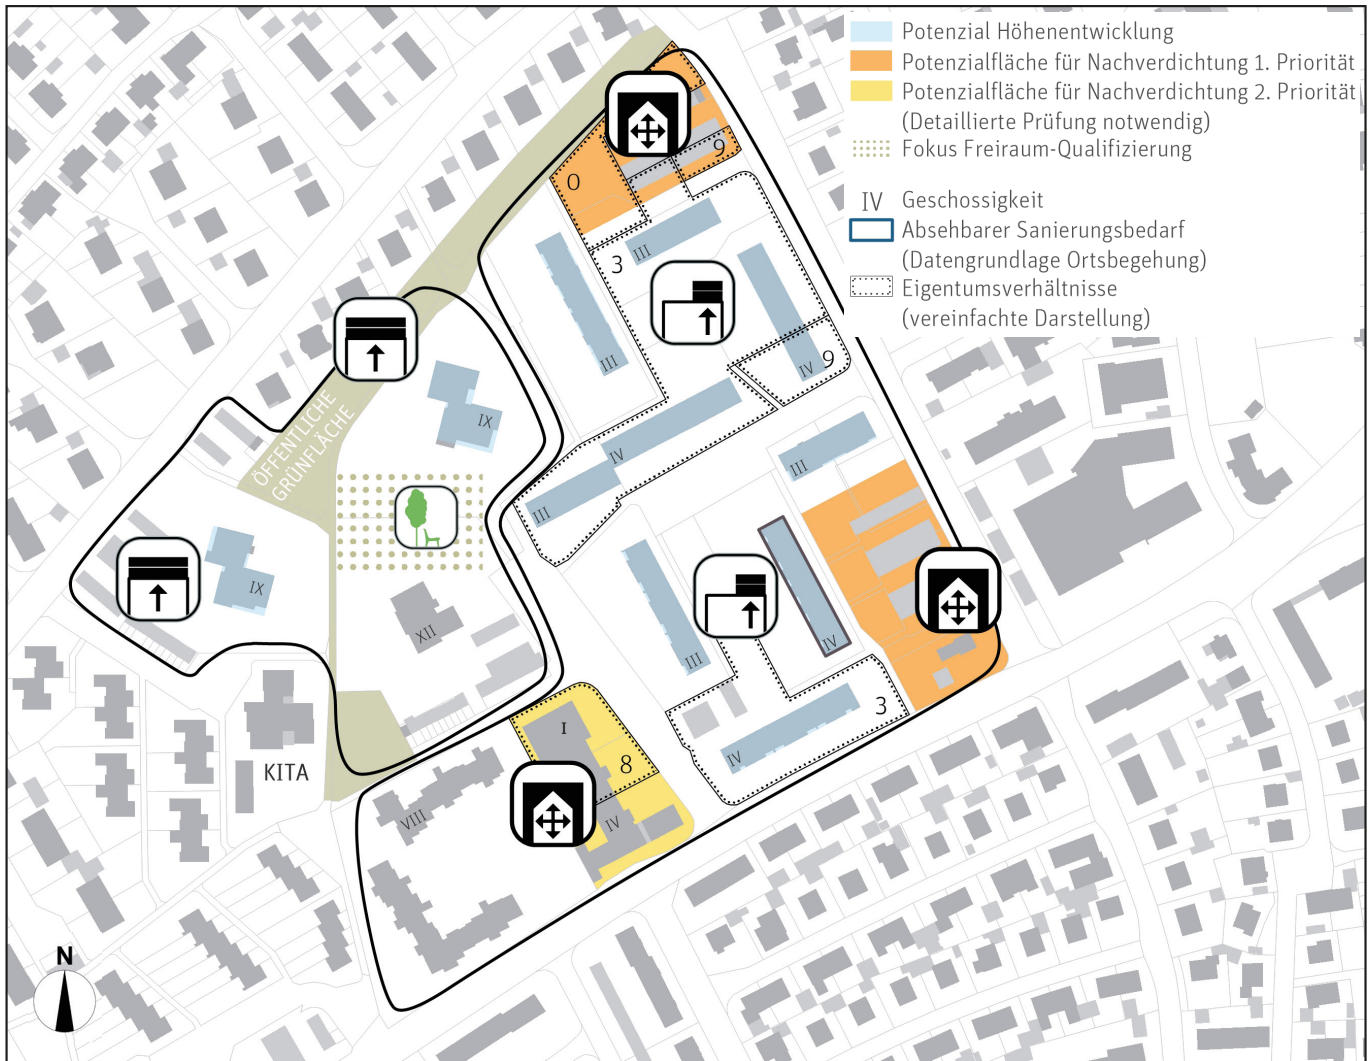 Potenzial Höhenentwicklung
Potenzialfläche für Nachverdichtung 1. Priorität
Potenzialfläche für Nachverdichtung 2. Priorität
(Detaillierte Prüfung notwendig)
Fokus Freiraum-Qualifizierung
IV Geschossigkeit
Absehbarer Sanierungsbedarf
(Datengrundlage Ortsbegehung)
Eigentumsverhältnisse
(vereinfachte Darstellung)
9
0
III
3
III
IV
9
IX
ÖFFENTLICHE
GRÜNFLÄCHE
IV
III
III
IX
XII
III
IV
3
I
IV
8
KITA
VIII
IV
N